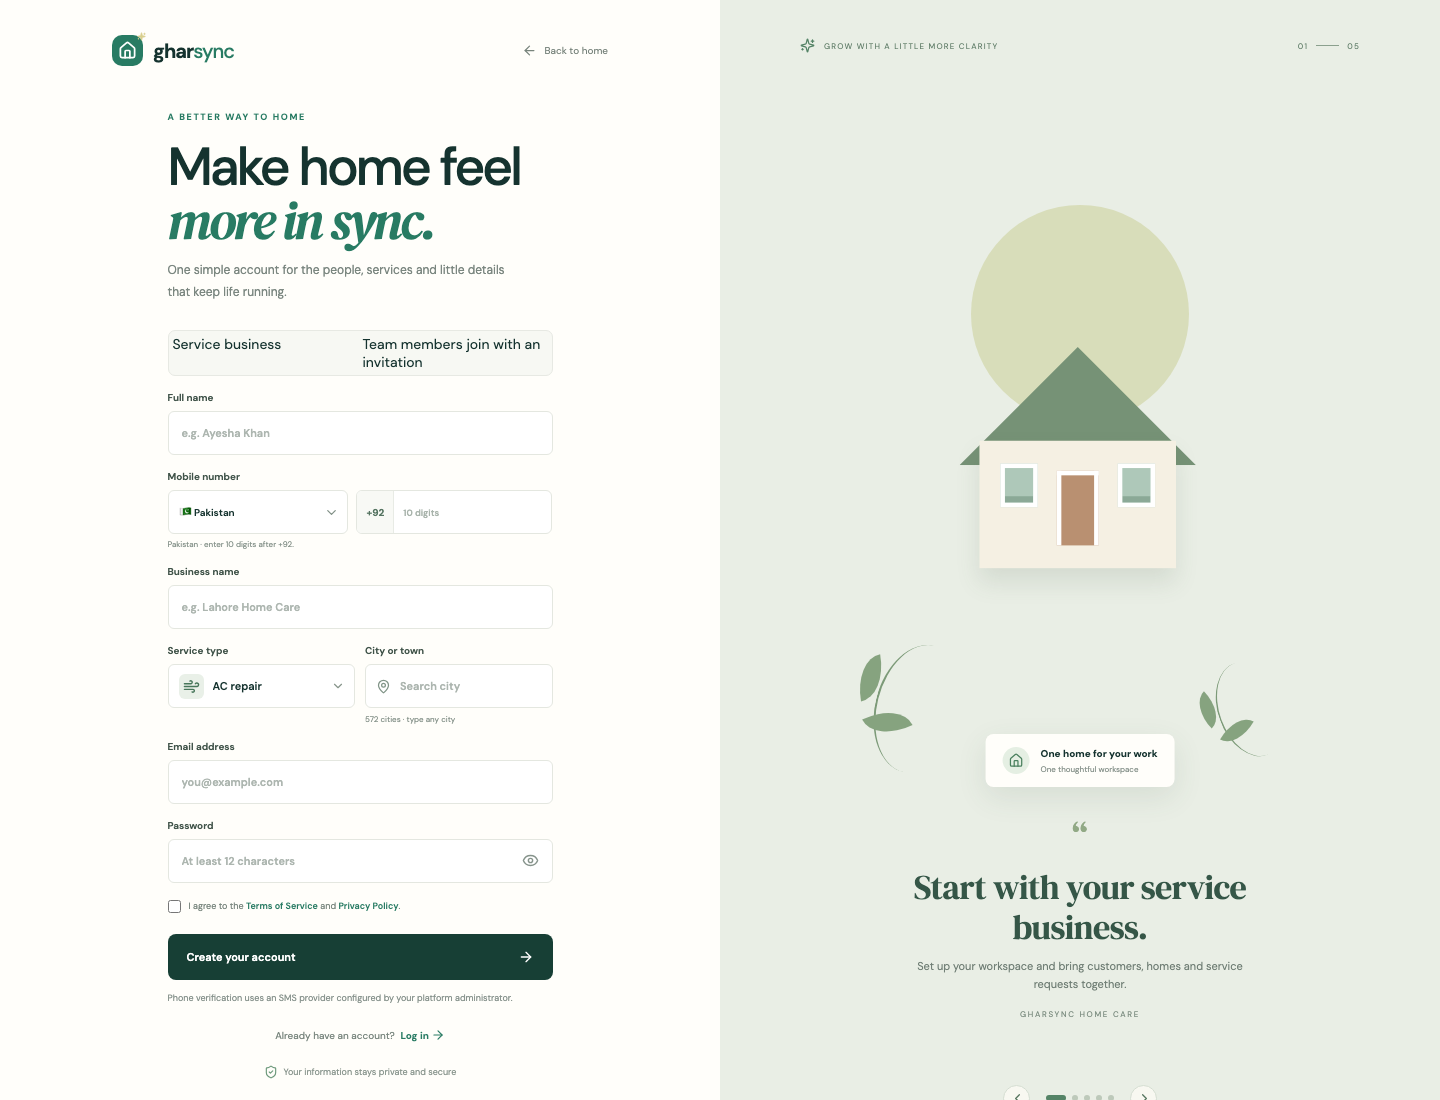 gharsync
Back to home
A BETTER WAY TO HOME
Make home feel
more in sync.
One simple account for the people, services and little details
that keep life running.
Service business
Team members join with an
invitation
Full name
e.g. Ayesha Khan
Mobile number
Pakistan
+92
10 digits
Pakistan · enter 10 digits after +92.
Business name
e.g. Lahore Home Care
Service type
City or town
AC repair
Search city
572 cities · type any city
Email address
you@example.com
Password
At least 12 characters
I agree to the Terms of Service and Privacy Policy.
Create your account
Phone verification uses an SMS provider configured by your platform administrator.
Already have an account? Log in
Your information stays private and secure
GROW WITH A LITTLE MORE CLARITY
01
05
One home for your work
One thoughtful workspace
“
Start with your service
business.
Set up your workspace and bring customers, homes and service
requests together.
GHARSYNC HOME CARE